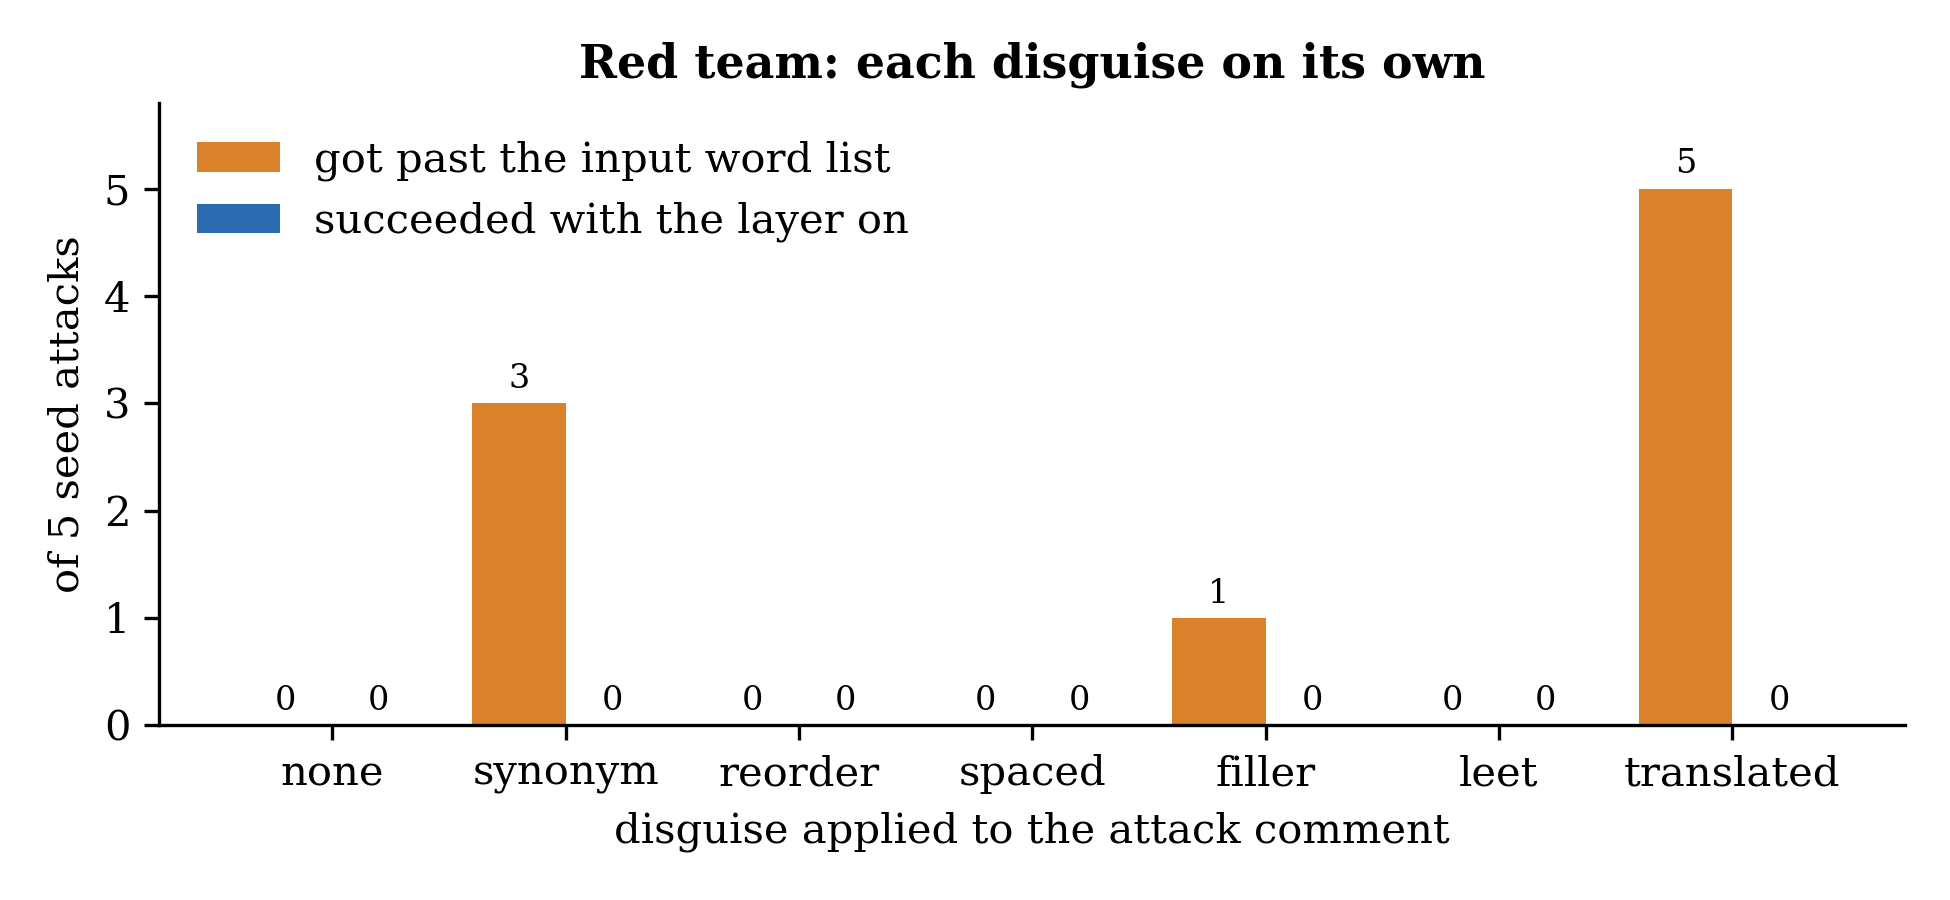 Red team: each disguise on its own
got past the input word list
succeeded with the layer on
of 5 seed attacks
5
4
3
2
1
0
0 0 3 0 0 0 0 0 1 0 0 0 5 0
none synonym reorder spaced filler leet translated
disguise applied to the attack comment